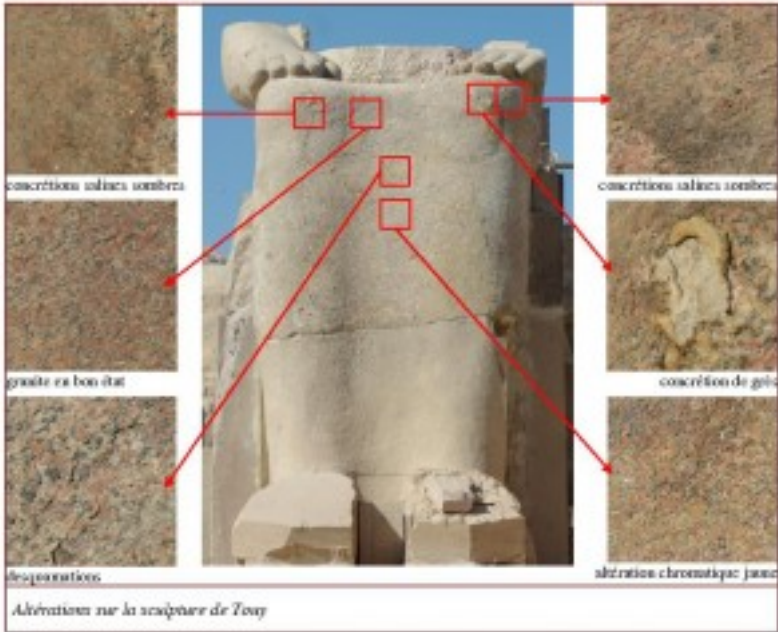 concrétions salines sombres
concrétions salines sombres
granite en bon état
concrétion de grès
desquamations
altération chromatique jaune
Altérations sur la sculpture de Touy